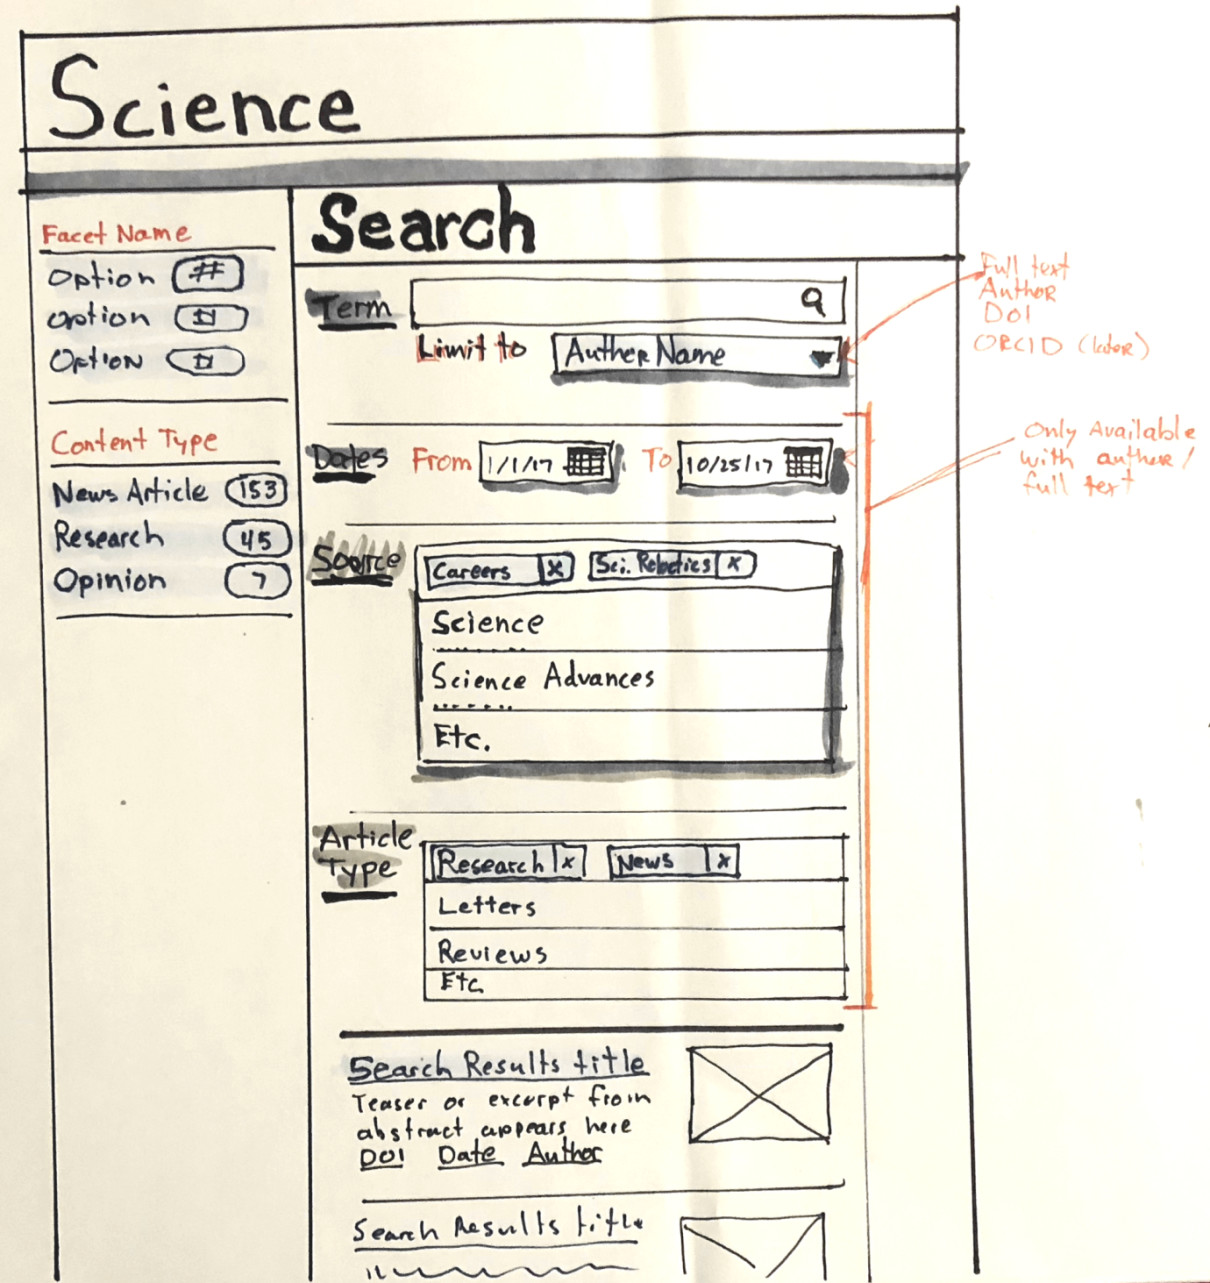 Science
Search
Facet Name
Option #
option
Option
Content Type
News Article 153
Research 45
Opinion 7
Term
Limit to Auther Name
Full text
Author
DOI
ORCID (later)
Dates From 1/1/17 To 10/25/17
Only Available
with auther/
full text
Source
Careers x Sci. Robotics x
Science
Science Advances
Etc.
Article
Type
Research x News x
Letters
Reviews
Etc
Search Results title
Teaser or excerpt from
abstract appears here
DOI Date Author
Search Results title